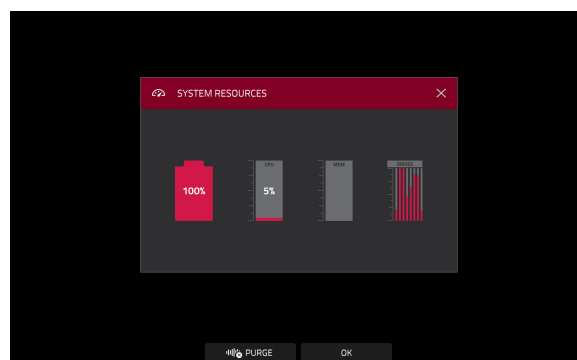 SYSTEM RESOURCES
CPU
MEM
DRIVES
100%
5%
PURGE
OK